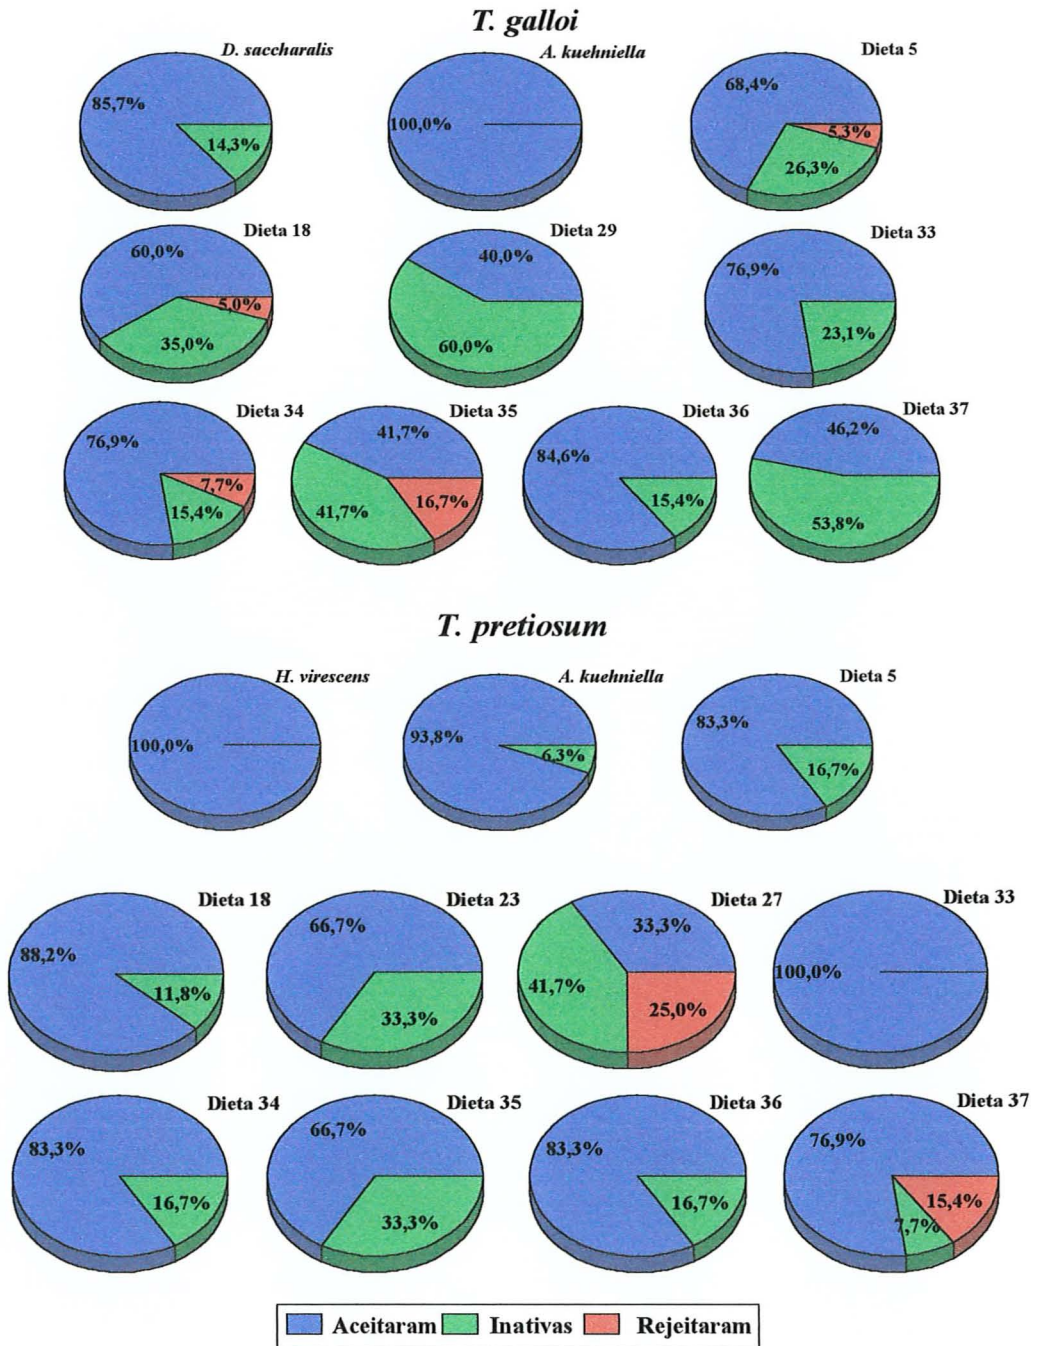 T. galloi
D. saccharalis
85,7%
14,3%
A. kuehniella
100,0%
Dieta 5
68,4%
5,3%
26,3%
Dieta 18
60,0%
5,0%
35,0%
Dieta 29
40,0%
60,0%
Dieta 33
76,9%
23,1%
Dieta 34
76,9%
7,7%
15,4%
Dieta 35
41,7%
41,7%
16,7%
Dieta 36
84,6%
15,4%
Dieta 37
46,2%
53,8%
T. pretiosum
H. virescens
100,0%
A. kuehniella
93,8%
6,3%
Dieta 5
83,3%
16,7%
Dieta 18
88,2%
11,8%
Dieta 23
66,7%
33,3%
Dieta 27
33,3%
41,7%
25,0%
Dieta 33
100,0%
Dieta 34
83,3%
16,7%
Dieta 35
66,7%
33,3%
Dieta 36
83,3%
16,7%
Dieta 37
76,9%
15,4%
7,7%
Aceitaram Inativas Rejeitaram